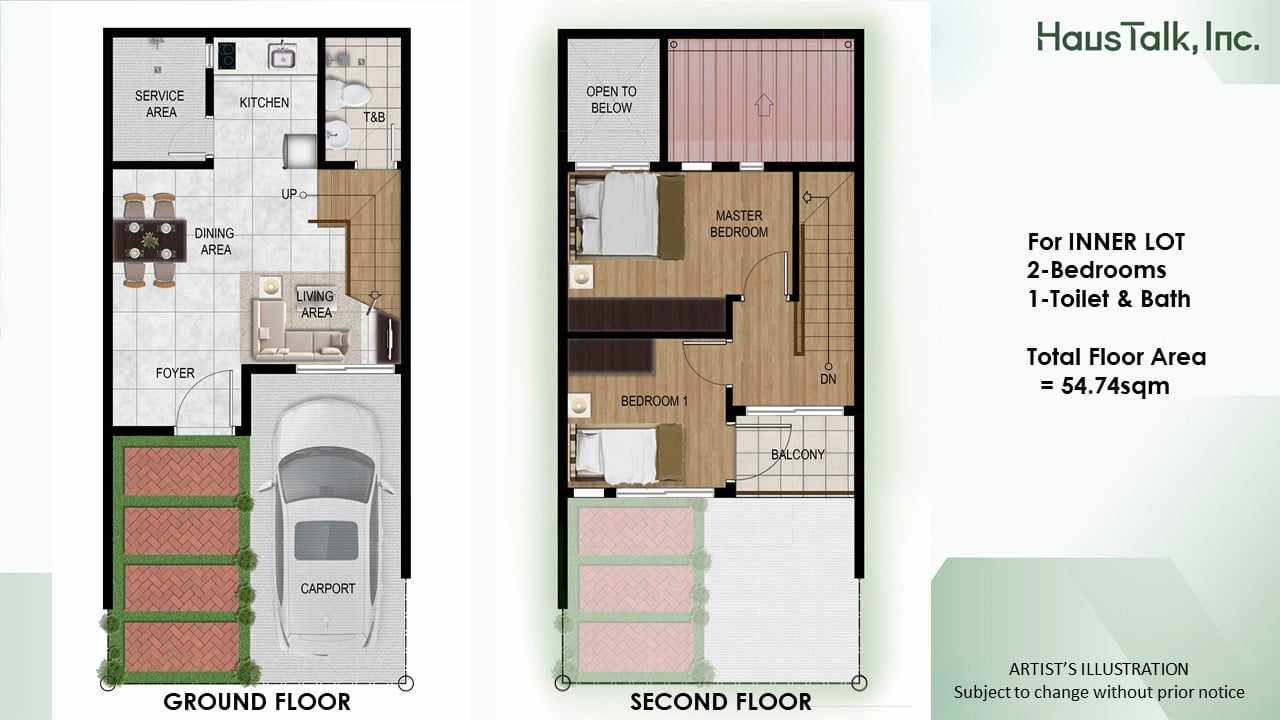 HausTalk, Inc.
SERVICE
AREA
KITCHEN
T&B
UP
DINING
AREA
LIVING
AREA
FOYER
CARPORT
GROUND FLOOR
OPEN TO
BELOW
MASTER
BEDROOM
DN
BEDROOM 1
BALCONY
SECOND FLOOR
For INNER LOT
2-Bedrooms
1-Toilet & Bath
Total Floor Area
= 54.74sqm
ARTIST'S ILLUSTRATION
Subject to change without prior notice